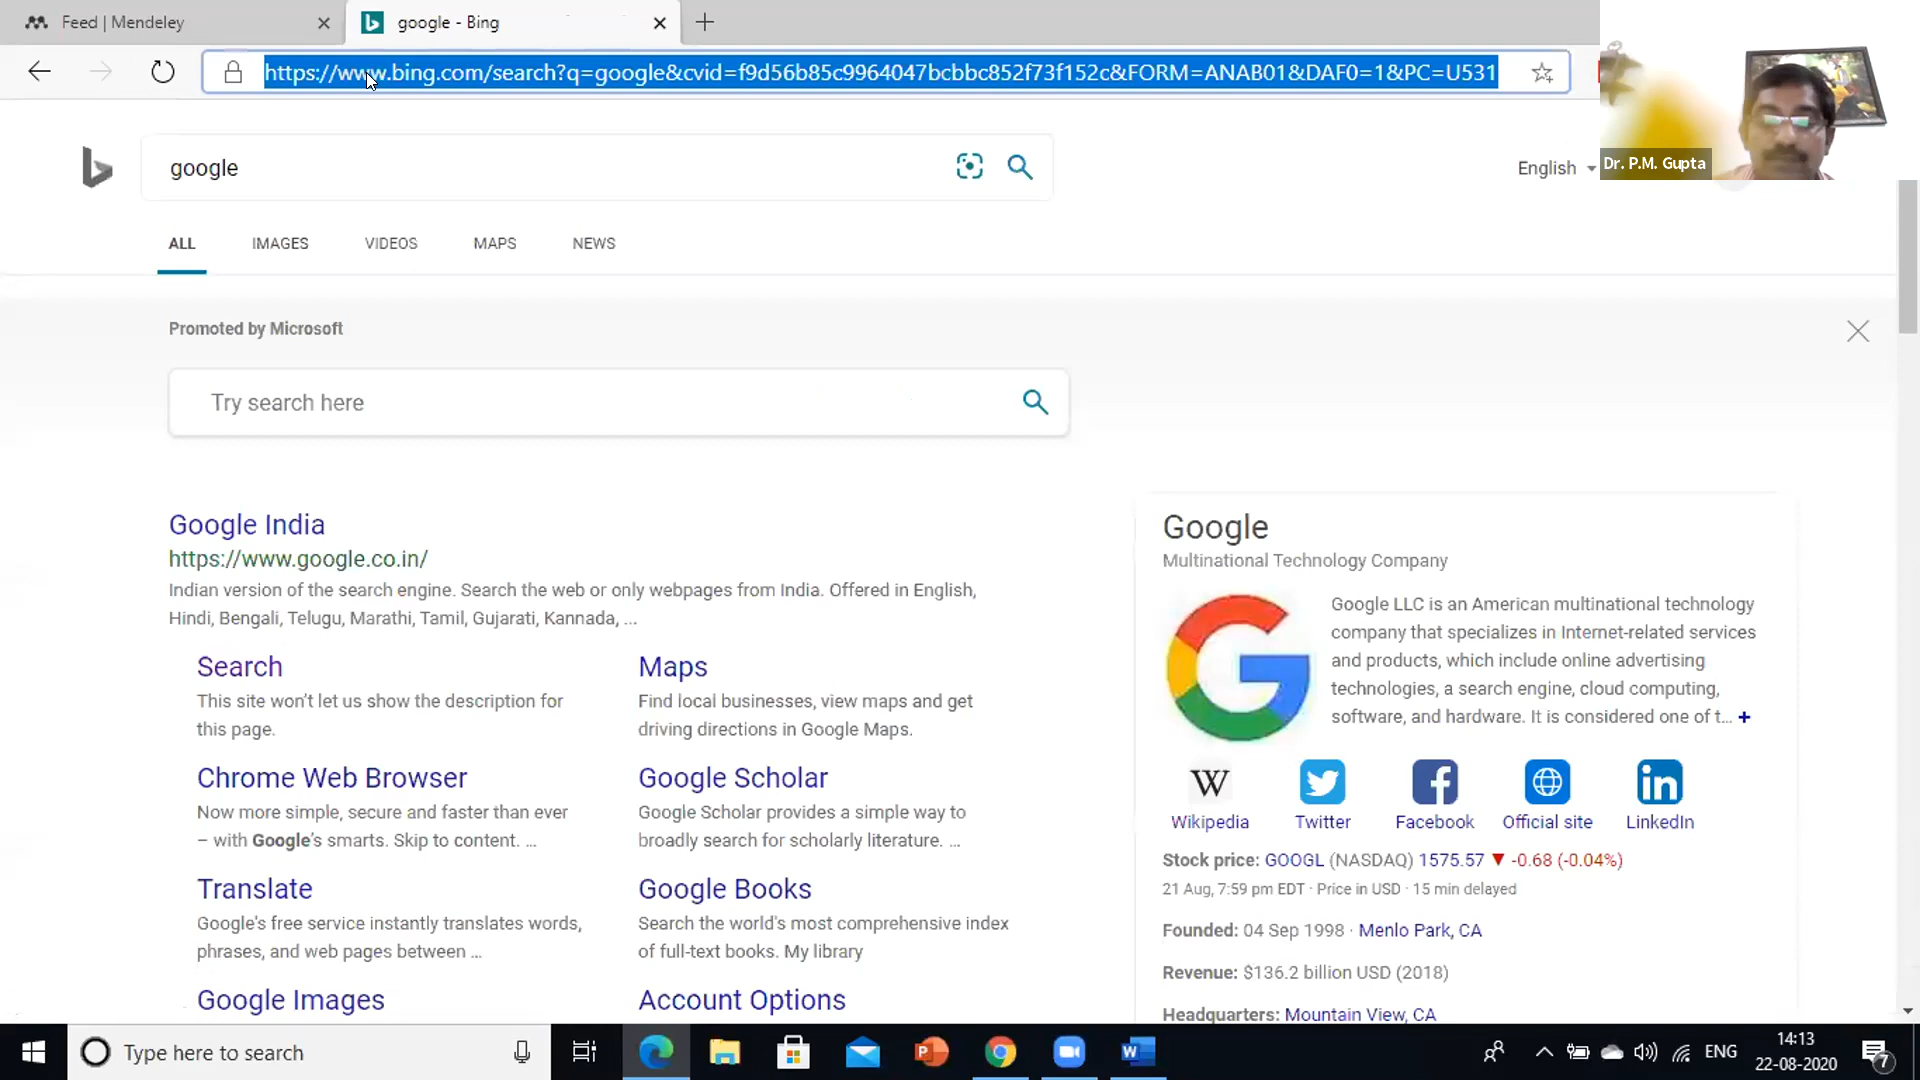 Feed | Mendeley
google - Bing
https://www.bing.com/search?q=google&cvid=f9d56b85c9964047bcbbc852f73f152c&FORM=ANAB01&DAF0=1&PC=U531
Dr. P.M. Gupta
google
English
ALL IMAGES VIDEOS MAPS NEWS
Promoted by Microsoft
Try search here
Google India
https://www.google.co.in/
Indian version of the search engine. Search the web or only webpages from India. Offered in English,
Hindi, Bengali, Telugu, Marathi, Tamil, Gujarati, Kannada, ...
Search
This site won't let us show the description for
this page.
Maps
Find local businesses, view maps and get
driving directions in Google Maps.
Chrome Web Browser
Now more simple, secure and faster than ever
– with Google's smarts. Skip to content. ...
Google Scholar
Google Scholar provides a simple way to
broadly search for scholarly literature. ...
Translate
Google's free service instantly translates words,
phrases, and web pages between ...
Google Books
Search the world's most comprehensive index
of full-text books. My library
Google Images
Account Options
Google
Multinational Technology Company
Google LLC is an American multinational technology
company that specializes in Internet-related services
and products, which include online advertising
technologies, a search engine, cloud computing,
software, and hardware. It is considered one of t... +
Wikipedia Twitter Facebook Official site LinkedIn
Stock price: GOOGL (NASDAQ) 1575.57 ▼ -0.68 (-0.04%)
21 Aug, 7:59 pm EDT · Price in USD · 15 min delayed
Founded: 04 Sep 1998 · Menlo Park, CA
Revenue: $136.2 billion USD (2018)
Headquarters: Mountain View, CA
Type here to search
ENG
14:13
22-08-2020
7